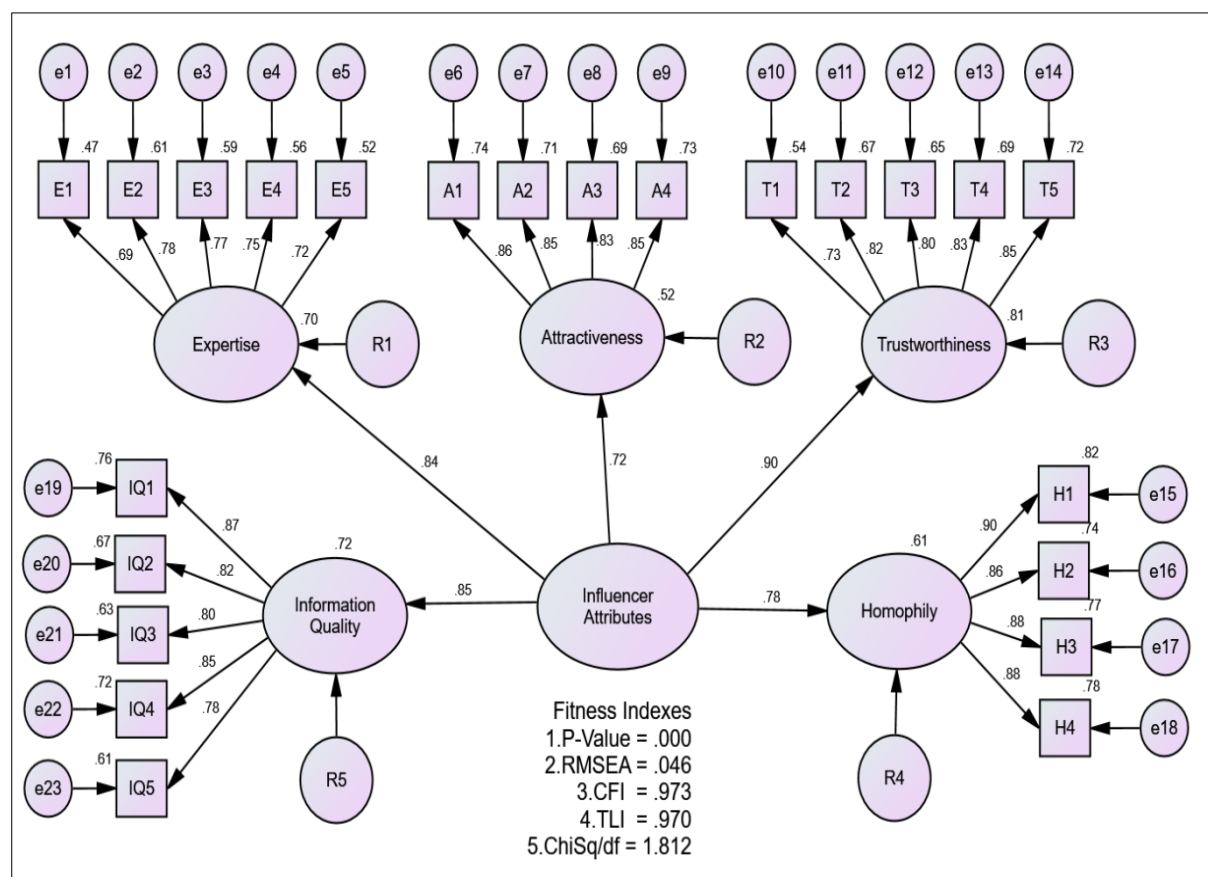 e1 e2 e3 e4 e5 e6 e7 e8 e9 e10 e11 e12 e13 e14
.47 .61 .59 .56 .52 .74 .71 .69 .73 .54 .67 .65 .69 .72
E1 E2 E3 E4 E5 A1 A2 A3 A4 T1 T2 T3 T4 T5
.69 .78 .77 .75 .72 .86 .85 .83 .85 .73 .82 .80 .83 .85
.70 .52 .81
Expertise R1 Attractiveness R2 Trustworthiness R3
.84 .72 .90
.76
e19 IQ1
.87
.67
e20 IQ2
.82
.63
e21 IQ3
.80
.72
e22 IQ4
.85
.61
e23 IQ5
.78
.72
Information
Quality
R5
.85
Influencer
Attributes
.78
.61
Homophily
R4
.82
.90
H1 e15
.74
.86
H2 e16
.77
.88
H3 e17
.78
.88
H4 e18
Fitness Indexes
1.P-Value = .000
2.RMSEA = .046
3.CFI = .973
4.TLI = .970
5.ChiSq/df = 1.812